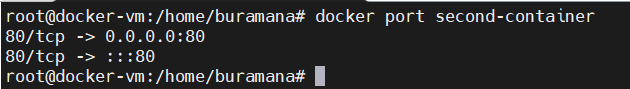 root@docker-vm:/home/buramana# docker port second-container
80/tcp -> 0.0.0.0:80
80/tcp -> :::80
root@docker-vm:/home/buramana#